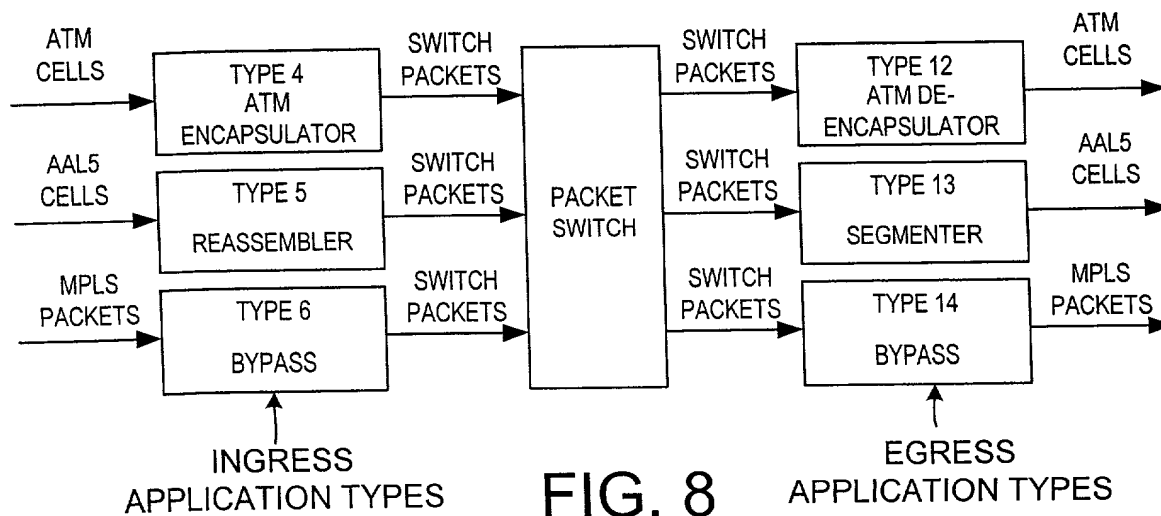 ATM
CELLS
TYPE 4
ATM
ENCAPSULATOR
SWITCH
PACKETS
AAL5
CELLS
TYPE 5
REASSEMBLER
SWITCH
PACKETS
MPLS
PACKETS
TYPE 6
BYPASS
SWITCH
PACKETS
PACKET
SWITCH
SWITCH
PACKETS
TYPE 12
ATM DE-
ENCAPSULATOR
ATM
CELLS
SWITCH
PACKETS
TYPE 13
SEGMENTER
AAL5
CELLS
SWITCH
PACKETS
TYPE 14
BYPASS
MPLS
PACKETS
INGRESS
APPLICATION TYPES
FIG. 8
EGRESS
APPLICATION TYPES